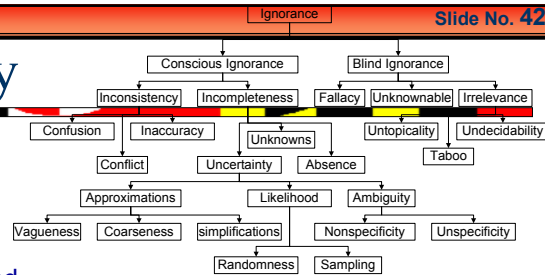 Ignorance
Slide No. 42
y
Conscious Ignorance Blind Ignorance
Inconsistency Incompleteness Fallacy Unknowable Irrelevance
Confusion Inaccuracy Unknowns Untopicality Undecidability
Conflict Uncertainty Absence Taboo
Approximations Likelihood Ambiguity
Vagueness Coarseness simplifications Nonspecificity Unspecificity
Randomness Sampling